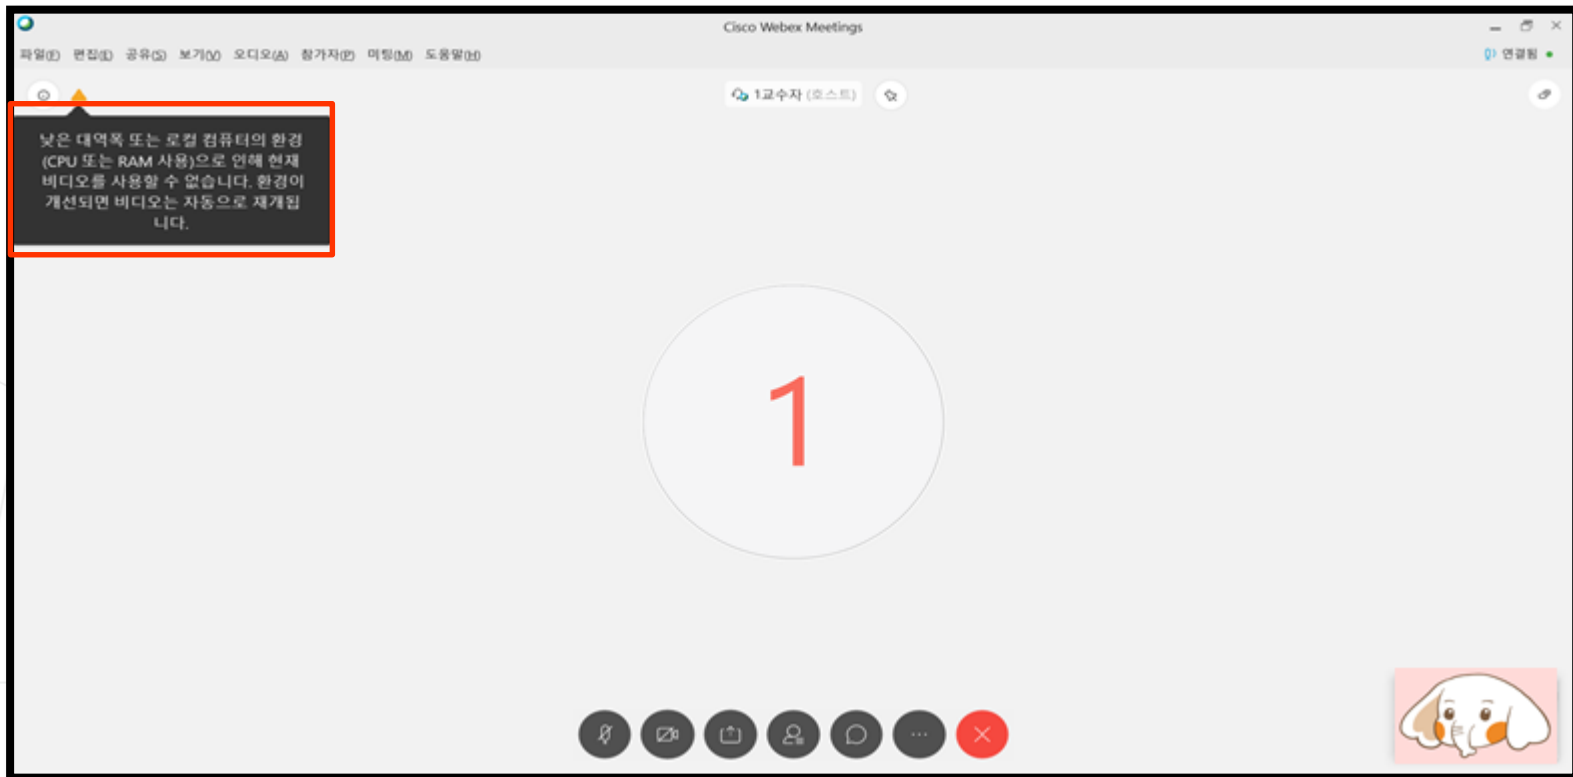 Cisco Webex Meetings
파일(F) 편집(E) 공유(S) 보기(V) 오디오(A) 참가자(P) 미팅(M) 도움말(H)
연결됨
1교수자 (호스트)
낮은 대역폭 또는 로컬 컴퓨터의 환경
(CPU 또는 RAM 사용)으로 인해 현재
비디오를 사용할 수 없습니다. 환경이
개선되면 비디오는 자동으로 재개됩
니다.
1